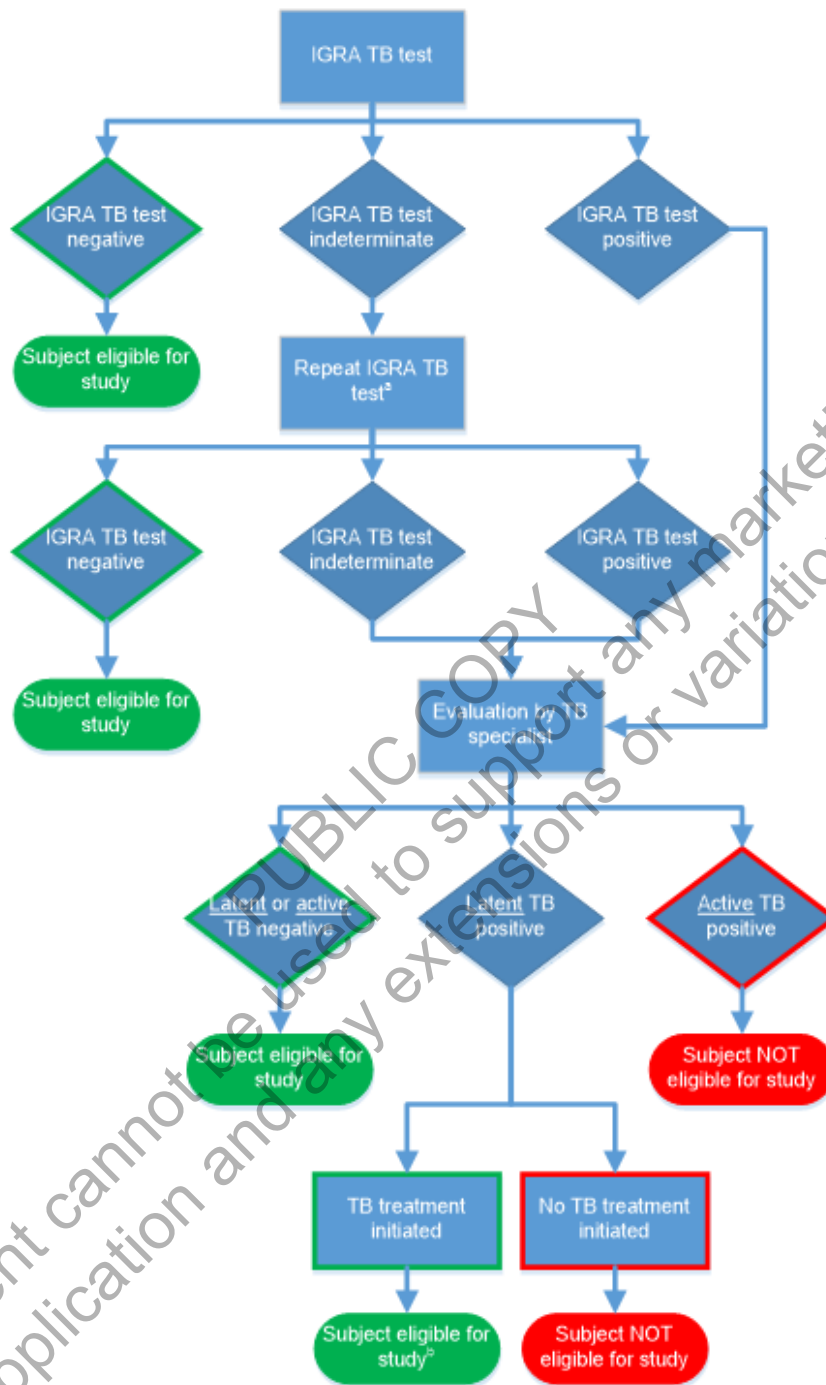 IGRA TB test
IGRA TB test
negative
IGRA TB test
indeterminate
IGRA TB test
positive
Subject eligible for
study
Repeat IGRA TB
testᵃ
IGRA TB test
negative
IGRA TB test
indeterminate
IGRA TB test
positive
Subject eligible for
study
Evaluation by TB
specialist
Latent or active
TB negative
Latent TB
positive
Active TB
positive
Subject eligible for
study
Subject NOT
eligible for study
TB treatment
initiated
No TB treatment
initiated
Subject eligible for
studyᵇ
Subject NOT
eligible for study
PUBLIC COPY
cannot be used to support any
application and any extensions or